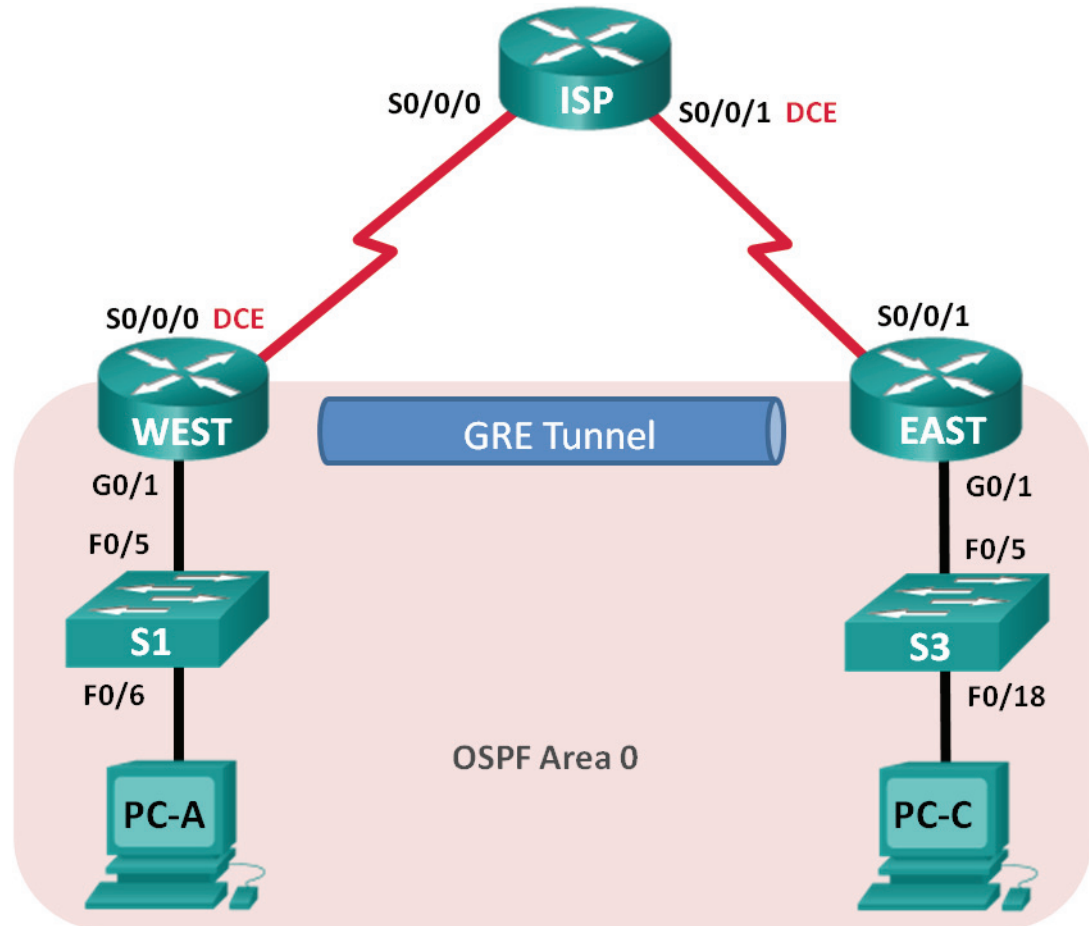 ISP
S0/0/0
S0/0/1 DCE
S0/0/0 DCE
S0/0/1
WEST
GRE Tunnel
EAST
G0/1
G0/1
F0/5
F0/5
S1
S3
F0/6
F0/18
OSPF Area 0
PC-A
PC-C